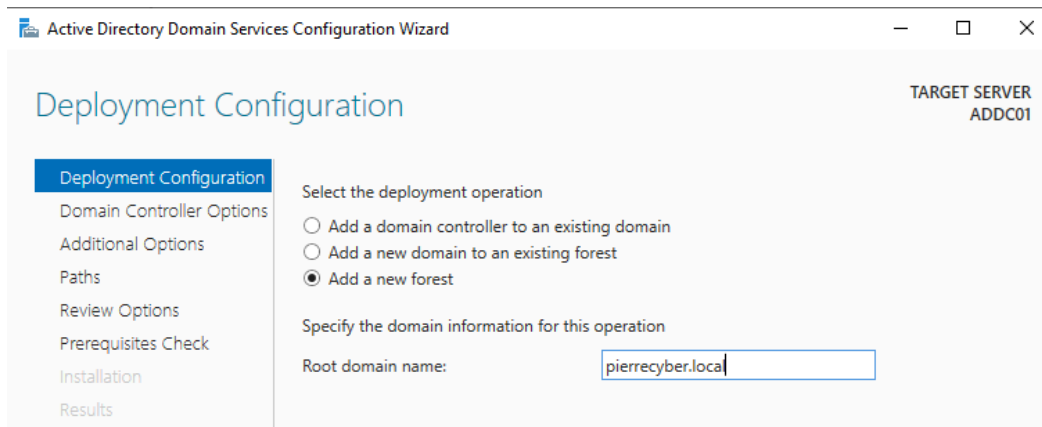 Active Directory Domain Services Configuration Wizard
Deployment Configuration
TARGET SERVER
ADDC01
Deployment Configuration
Domain Controller Options
Additional Options
Paths
Review Options
Prerequisites Check
Installation
Results
Select the deployment operation
Add a domain controller to an existing domain
Add a new domain to an existing forest
Add a new forest
Specify the domain information for this operation
Root domain name: pierrecyber.local